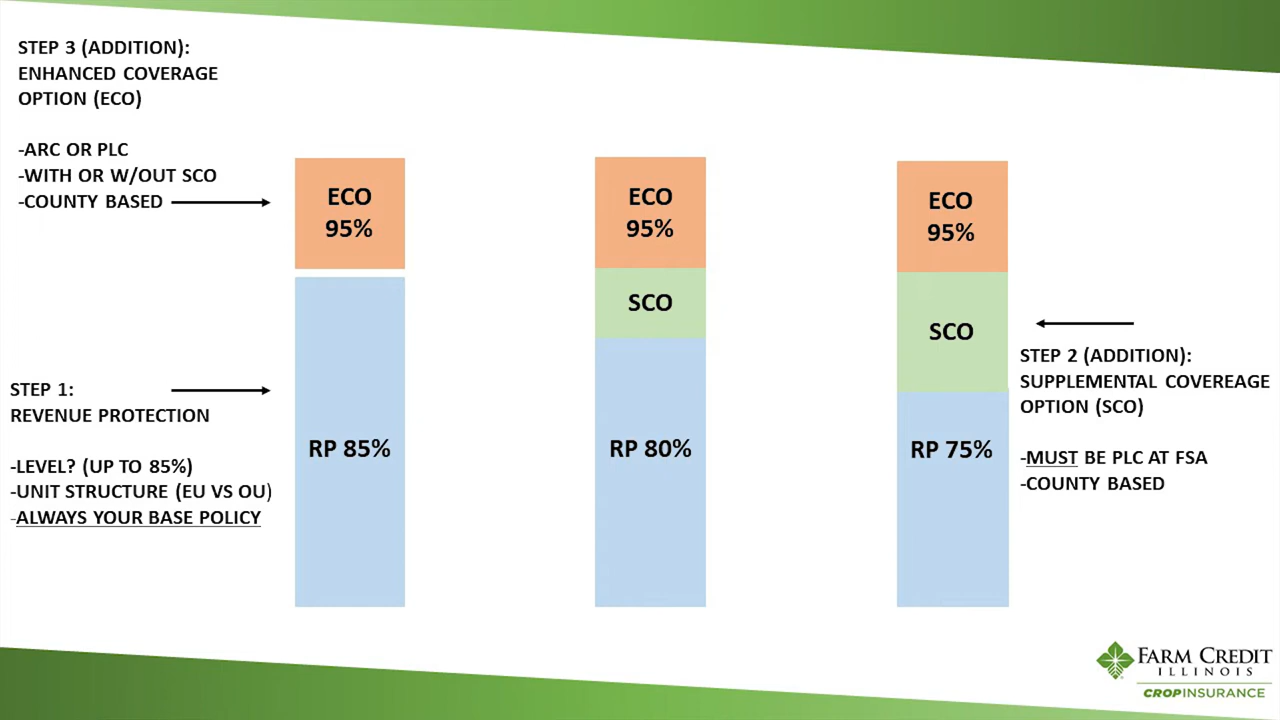 STEP 3 (ADDITION):
ENHANCED COVERAGE
OPTION (ECO)
-ARC OR PLC
-WITH OR W/OUT SCO
-COUNTY BASED
STEP 1:
REVENUE PROTECTION
-LEVEL? (UP TO 85%)
-UNIT STRUCTURE (EU VS OU)
-ALWAYS YOUR BASE POLICY
ECO
95%
RP 85%
ECO
95%
SCO
RP 80%
ECO
95%
SCO
RP 75%
STEP 2 (ADDITION):
SUPPLEMENTAL COVEREAGE
OPTION (SCO)
-MUST BE PLC AT FSA
-COUNTY BASED
FARM CREDIT
ILLINOIS
CROPINSURANCE